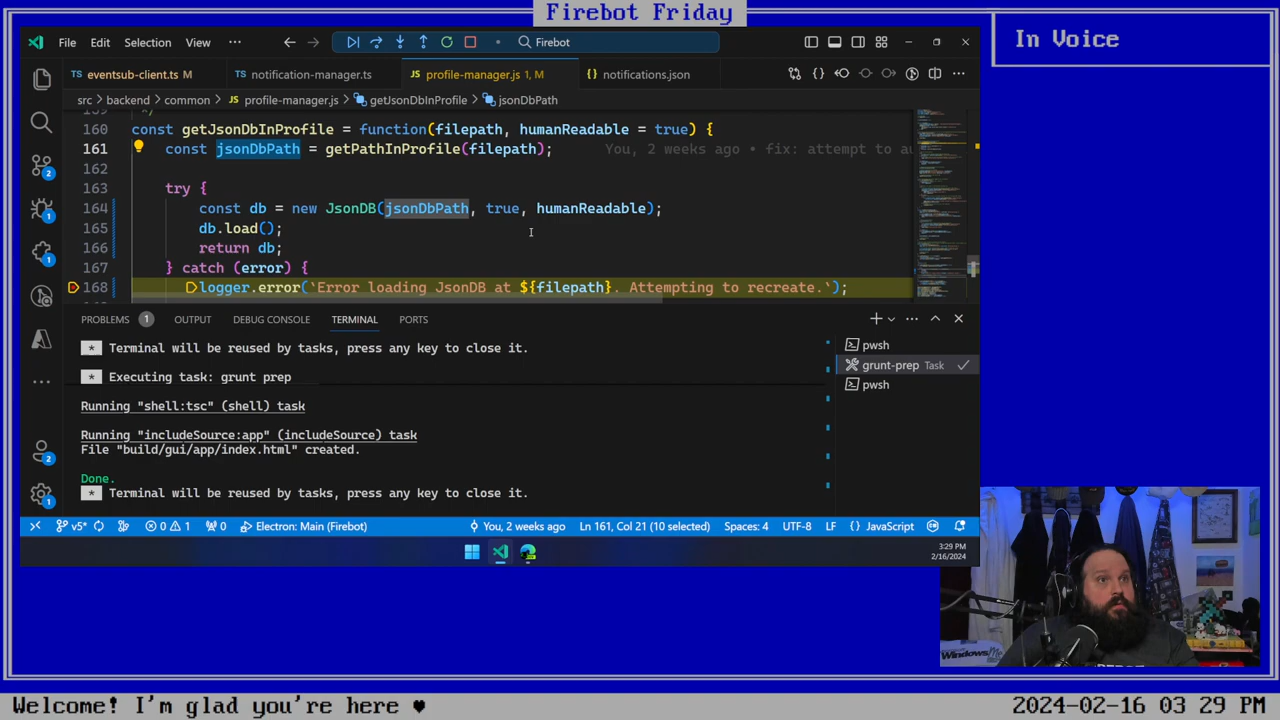 Firebot Friday
In Voice
File Edit Selection View ··· Firebot
TS eventsub-client.ts M TS notification-manager.ts JS profile-manager.js 1, M {} notifications.json
src > backend > common > JS profile-manager.js > getJsonDbInProfile > jsonDbPath
160 const getJsonDbInProfile = function(filepath, humanReadable = true) {
161 const jsonDbPath = getPathInProfile(filepath); You, weeks ago • fix: attempt to
162
163 try {
164 const db = new JsonDB(jsonDbPath, true, humanReadable)
165 db ();
166 return db;
167 } catch error) {
168 .error( loading JsonDB at ${filepath}. Attempting to recreate.`);
PROBLEMS 1 OUTPUT DEBUG CONSOLE TERMINAL PORTS
* Terminal will be reused by tasks, press any key to close it.
* Executing task: grunt prep
Running "shell:tsc" (shell) task
Running "includeSource:app" (includeSource) task
File "build/gui/app/index.html" created.
Done.
* Terminal will be reused by tasks, press any key to close it.
pwsh
grunt-prep Task
pwsh
v5* 0 1 0 Electron: Main (Firebot) You, 2 weeks ago Ln 161, Col 21 (10 selected) Spaces: 4 UTF-8 LF {} JavaScript
3:29 PM
2/16/2024
Windows Me
Welcome! I'm glad you're here ♥
2024-02-16 03 29 PM